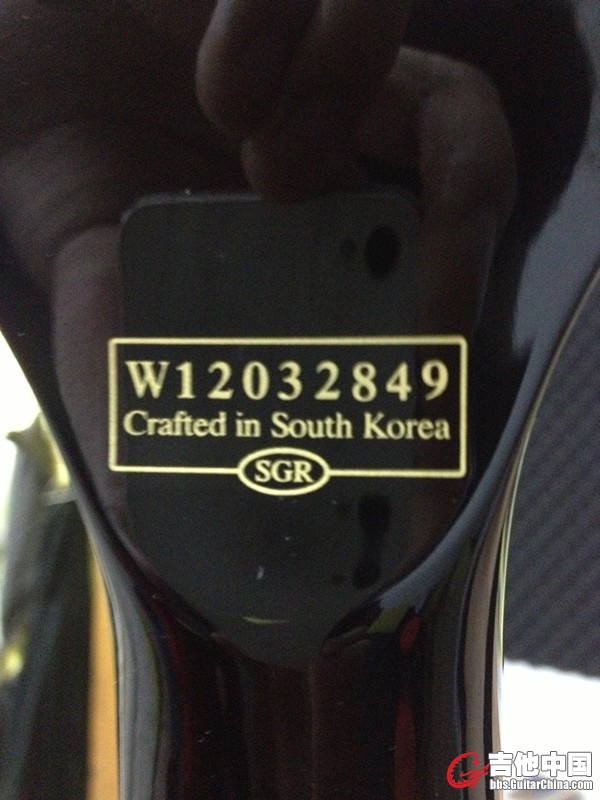 W12032849
Crafted in South Korea
SGR
吉他中国
bbs.GuitarChina.com